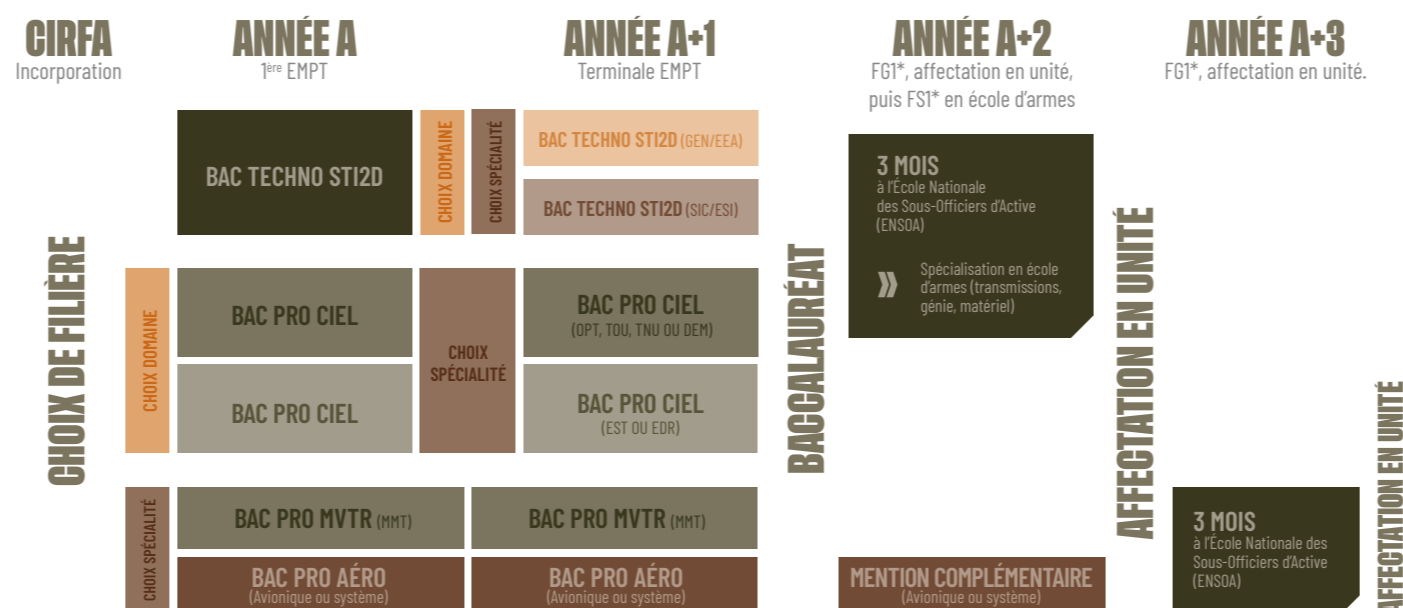 CIRFA
Incorporation
ANNÉE A
1ère EMPT
ANNÉE A+1
Terminale EMPT
ANNÉE A+2
FG1*, affectation en unité,
puis FS1* en école d'armes
ANNÉE A+3
FG1*, affectation en unité.
CHOIX DE FILIÈRE
BAC TECHNO STI2D
CHOIX DOMAINE
CHOIX SPÉCIALITÉ
BAC TECHNO STI2D (GEN/EEA)
BAC TECHNO STI2D (SIC/ESI)
CHOIX DOMAINE
BAC PRO CIEL
BAC PRO CIEL
CHOIX
SPÉCIALITÉ
BAC PRO CIEL
(OPT, TOU, TNU OU DEM)
BAC PRO CIEL
(EST OU EDR)
CHOIX SPÉCIALITÉ
BAC PRO MVTR (MMT)
BAC PRO MVTR (MMT)
BAC PRO AÉRO
(Avionique ou système)
BAC PRO AÉRO
(Avionique ou système)
BACCALAURÉAT
3 MOIS
à l'École Nationale
des Sous-Officiers d'Active
(ENSOA)
Spécialisation en école
d'armes (transmissions,
génie, matériel)
MENTION COMPLÉMENTAIRE
(Avionique ou système)
AFFECTATION EN UNITÉ
3 MOIS
à l'École Nationale des
Sous-Officiers d'Active
(ENSOA)
AFFECTATION EN UNITÉ